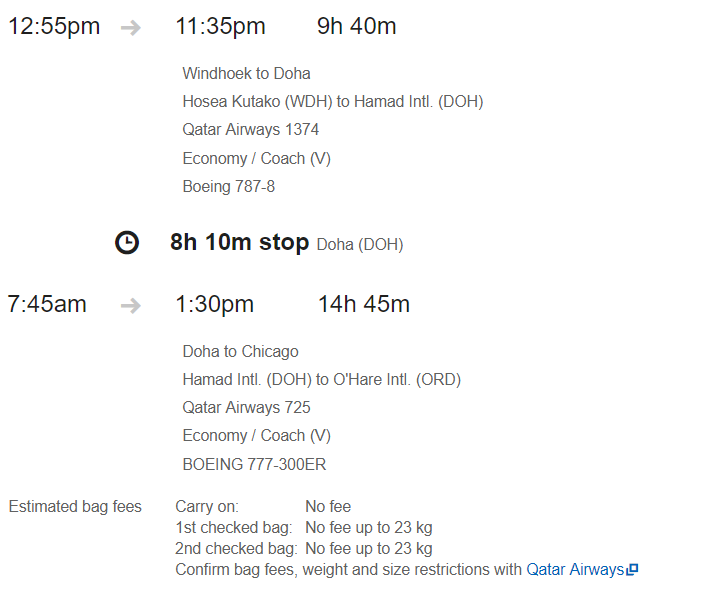 12:55pm 11:35pm 9h 40m
Windhoek to Doha
Hosea Kutako (WDH) to Hamad Intl. (DOH)
Qatar Airways 1374
Economy / Coach (V)
Boeing 787-8
8h 10m stop Doha (DOH)
7:45am 1:30pm 14h 45m
Doha to Chicago
Hamad Intl. (DOH) to O'Hare Intl. (ORD)
Qatar Airways 725
Economy / Coach (V)
BOEING 777-300ER
Estimated bag fees Carry on: No fee
1st checked bag: No fee up to 23 kg
2nd checked bag: No fee up to 23 kg
Confirm bag fees, weight and size restrictions with Qatar Airways